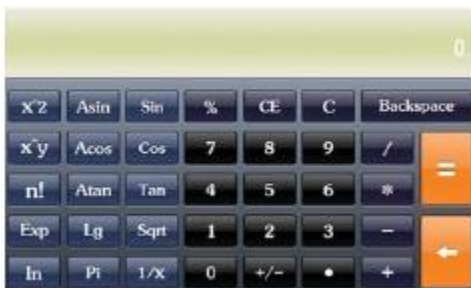 0
x^2 Asin Sin % CE C Backspace
x^y Acos Cos 7 8 9 /
n! Atan Tan 4 5 6 * =
Exp Lg Sqrt 1 2 3 -
In Pi 1/X 0 +/- • +